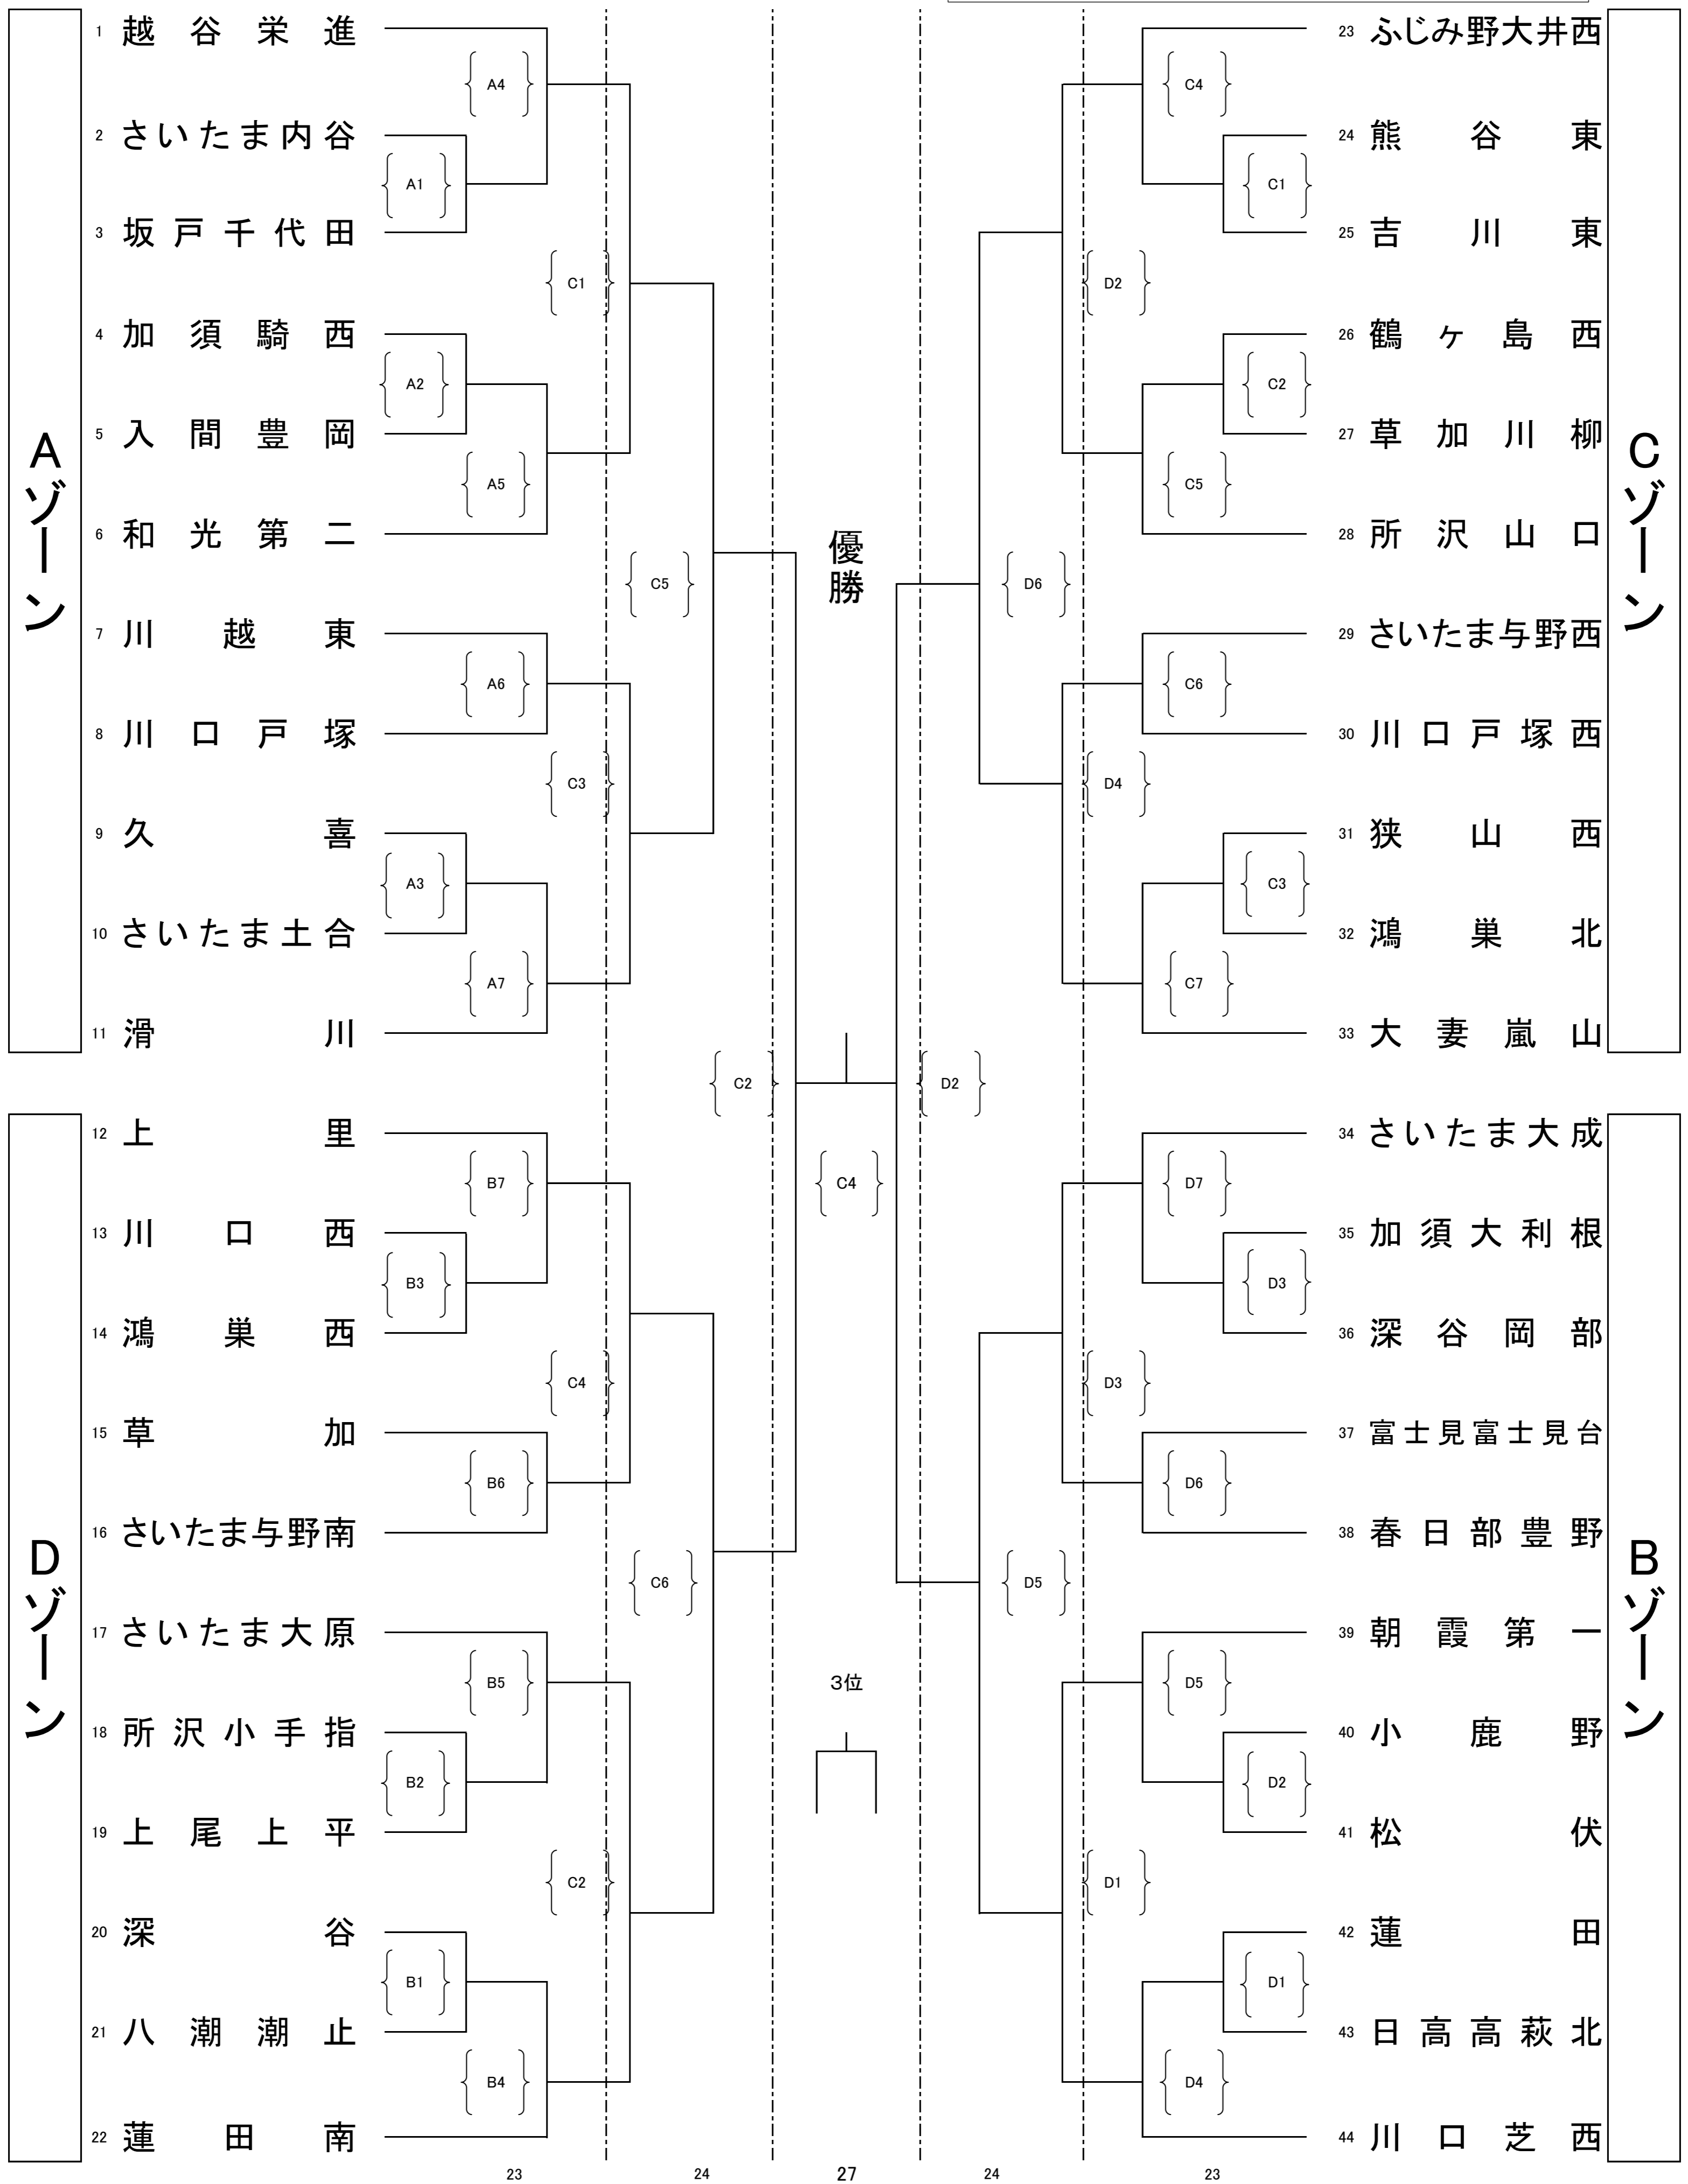 Aゾーン
1 越谷栄進
2 さいたま内谷
3 坂戸千代田
4 加須騎西
5 入間豊岡
6 和光第二
7 川越東
8 川口戸塚
9 久喜
10 さいたま土合
11 滑川
A4
A1
C1
A2
A5
C5
A6
C3
A3
A7
Dゾーン
12 上里
13 川口西
14 鴻巣西
15 草加
16 さいたま与野南
17 さいたま大原
18 所沢小手指
19 上尾上平
20 深谷
21 八潮潮止
22 蓮田南
B7
B3
C4
B6
C6
B5
B2
C2
B1
B4
優勝
C2
D2
C4
3位
Cゾーン
23 ふじみ野大井西
24 熊谷東
25 吉川東
26 鶴ヶ島西
27 草加川柳
28 所沢山口
29 さいたま与野西
30 川口戸塚西
31 狭山西
32 鴻巣北
33 大妻嵐山
C4
C1
D2
C2
C5
D6
C6
D4
C3
C7
Bゾーン
34 さいたま大成
35 加須大利根
36 深谷岡部
37 富士見富士見台
38 春日部豊野
39 朝霞第一
40 小鹿野
41 松伏
42 蓮田
43 日高高萩北
44 川口芝西
D7
D3
D3
D6
D5
D5
D2
D1
D1
D4
23 24 27 24 23